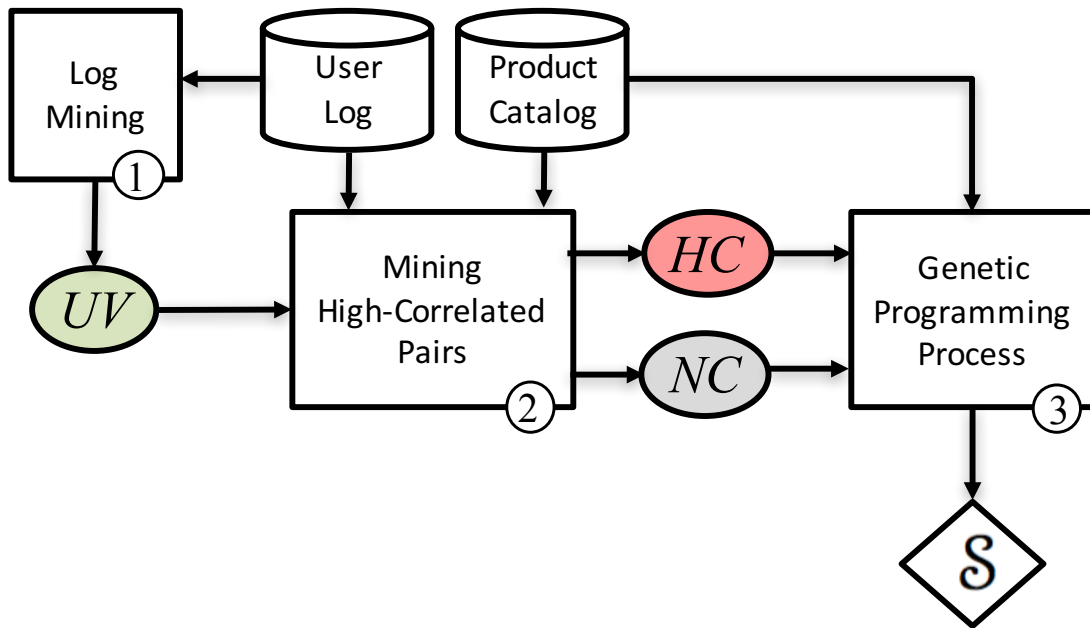 Log
Mining
1
User
Log
Product
Catalog
UV
Mining
High-Correlated
Pairs
2
HC
NC
Genetic
Programming
Process
3
S